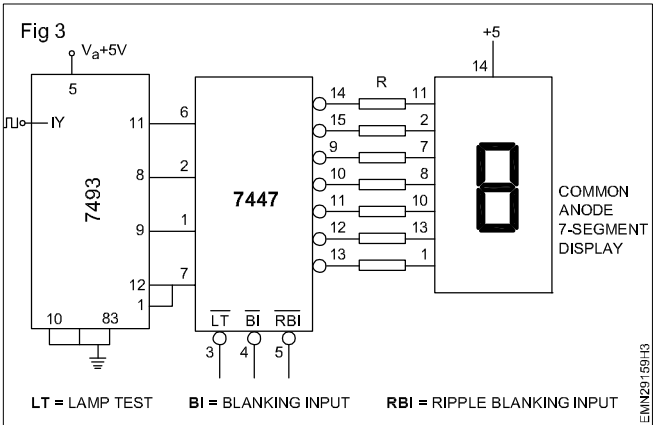 Fig 3
Va+5V
5
IY
7493
11
8
9
12
1
10 83
6
2
1
7
7447
LT BI RBI
3 4 5
14
15
9
10
11
12
13
R
+5
14
11
2
7
8
10
13
1
COMMON
ANODE
7-SEGMENT
DISPLAY
LT = LAMP TEST BI = BLANKING INPUT RBI = RIPPLE BLANKING INPUT
EMN29159H3